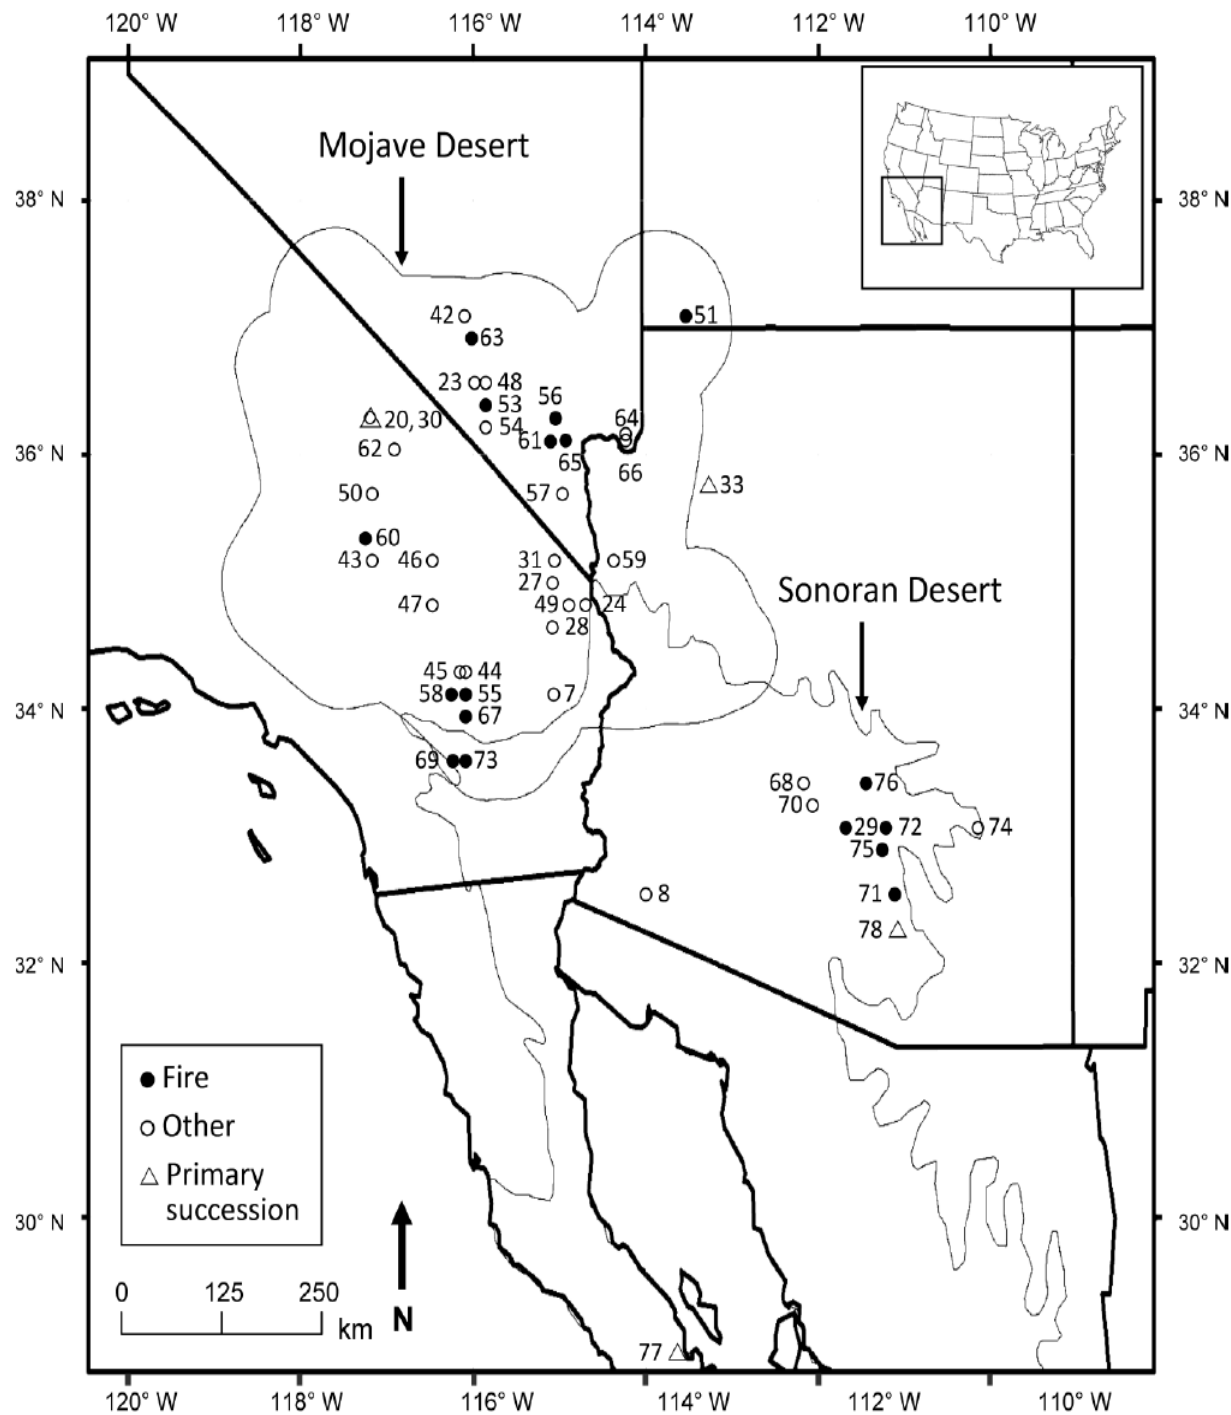 120° W 118° W 116° W 114° W 112° W 110° W
Mojave Desert
38° N 38° N
42 51
63
23 48
56
53
20,30 54 64
62 61
36° N 65 66 36° N
50 57 33
60
43 46 31 59
27
Sonoran Desert
47 49 24
28
45 44
58 55 7
34° N 67 34° N
69 73
68 76
70
29 72 74
75
8 71
78
32° N 32° N
Fire
Other
Primary
succession
30° N 30° N
0 125 250
km
N
77
120° W 118° W 116° W 114° W 112° W 110° W